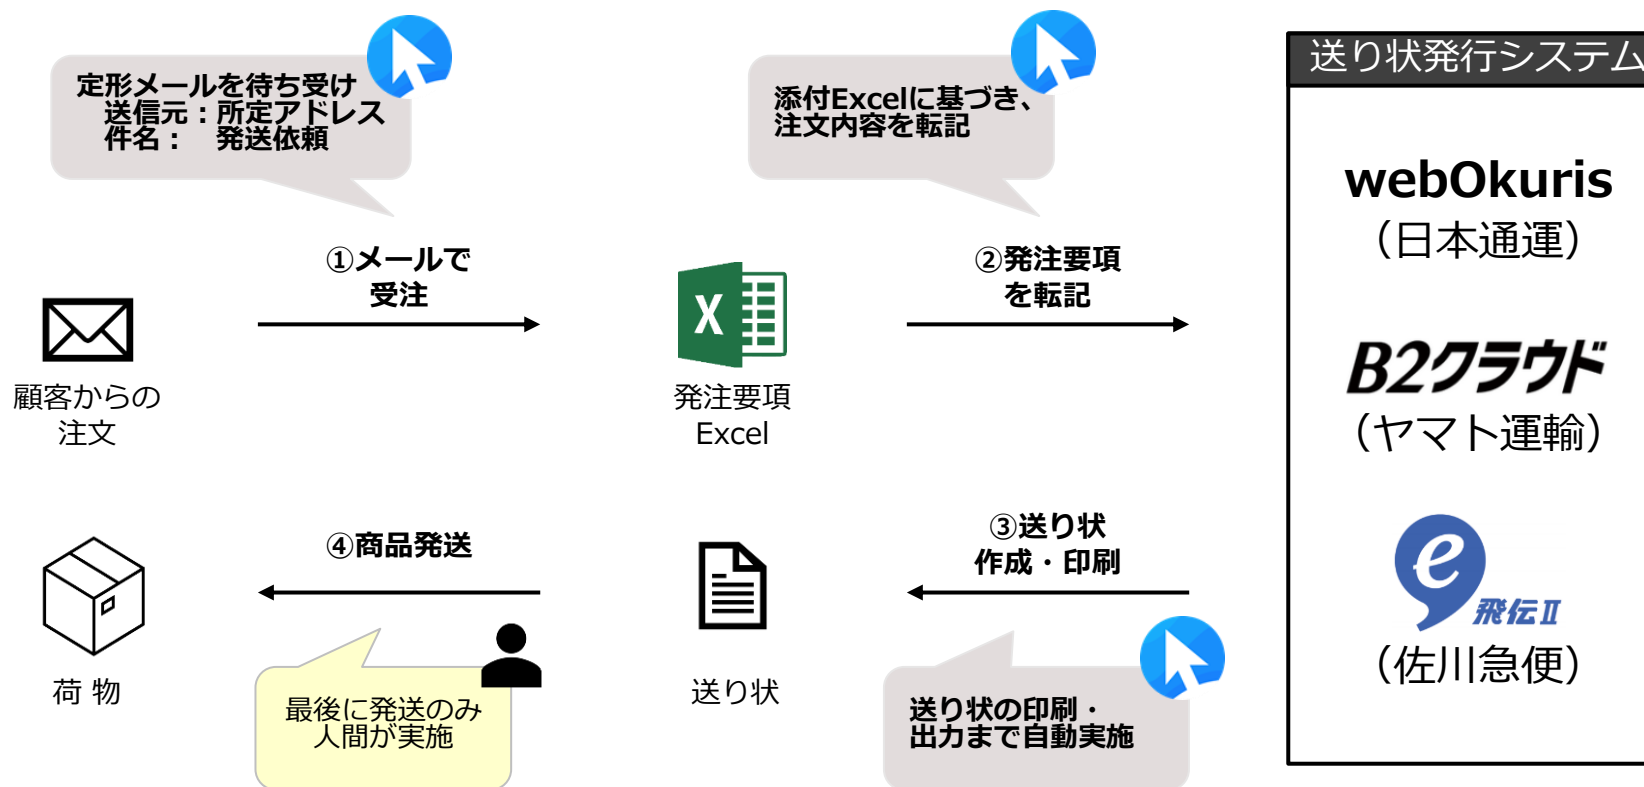 定形メールを待ち受け
送信元：所定アドレス
件名：　発送依頼
添付Excelに基づき、
注文内容を転記
送り状発行システム
①メールで
受注
②発注要項
を転記
顧客からの
注文
X
発注要項
Excel
webOkuris
（日本通運）
B2クラウド
（ヤマト運輸）
④商品発送
③送り状
作成・印刷
e
飛伝Ⅱ
（佐川急便）
荷 物
最後に発送のみ
人間が実施
送り状
送り状の印刷・
出力まで自動実施